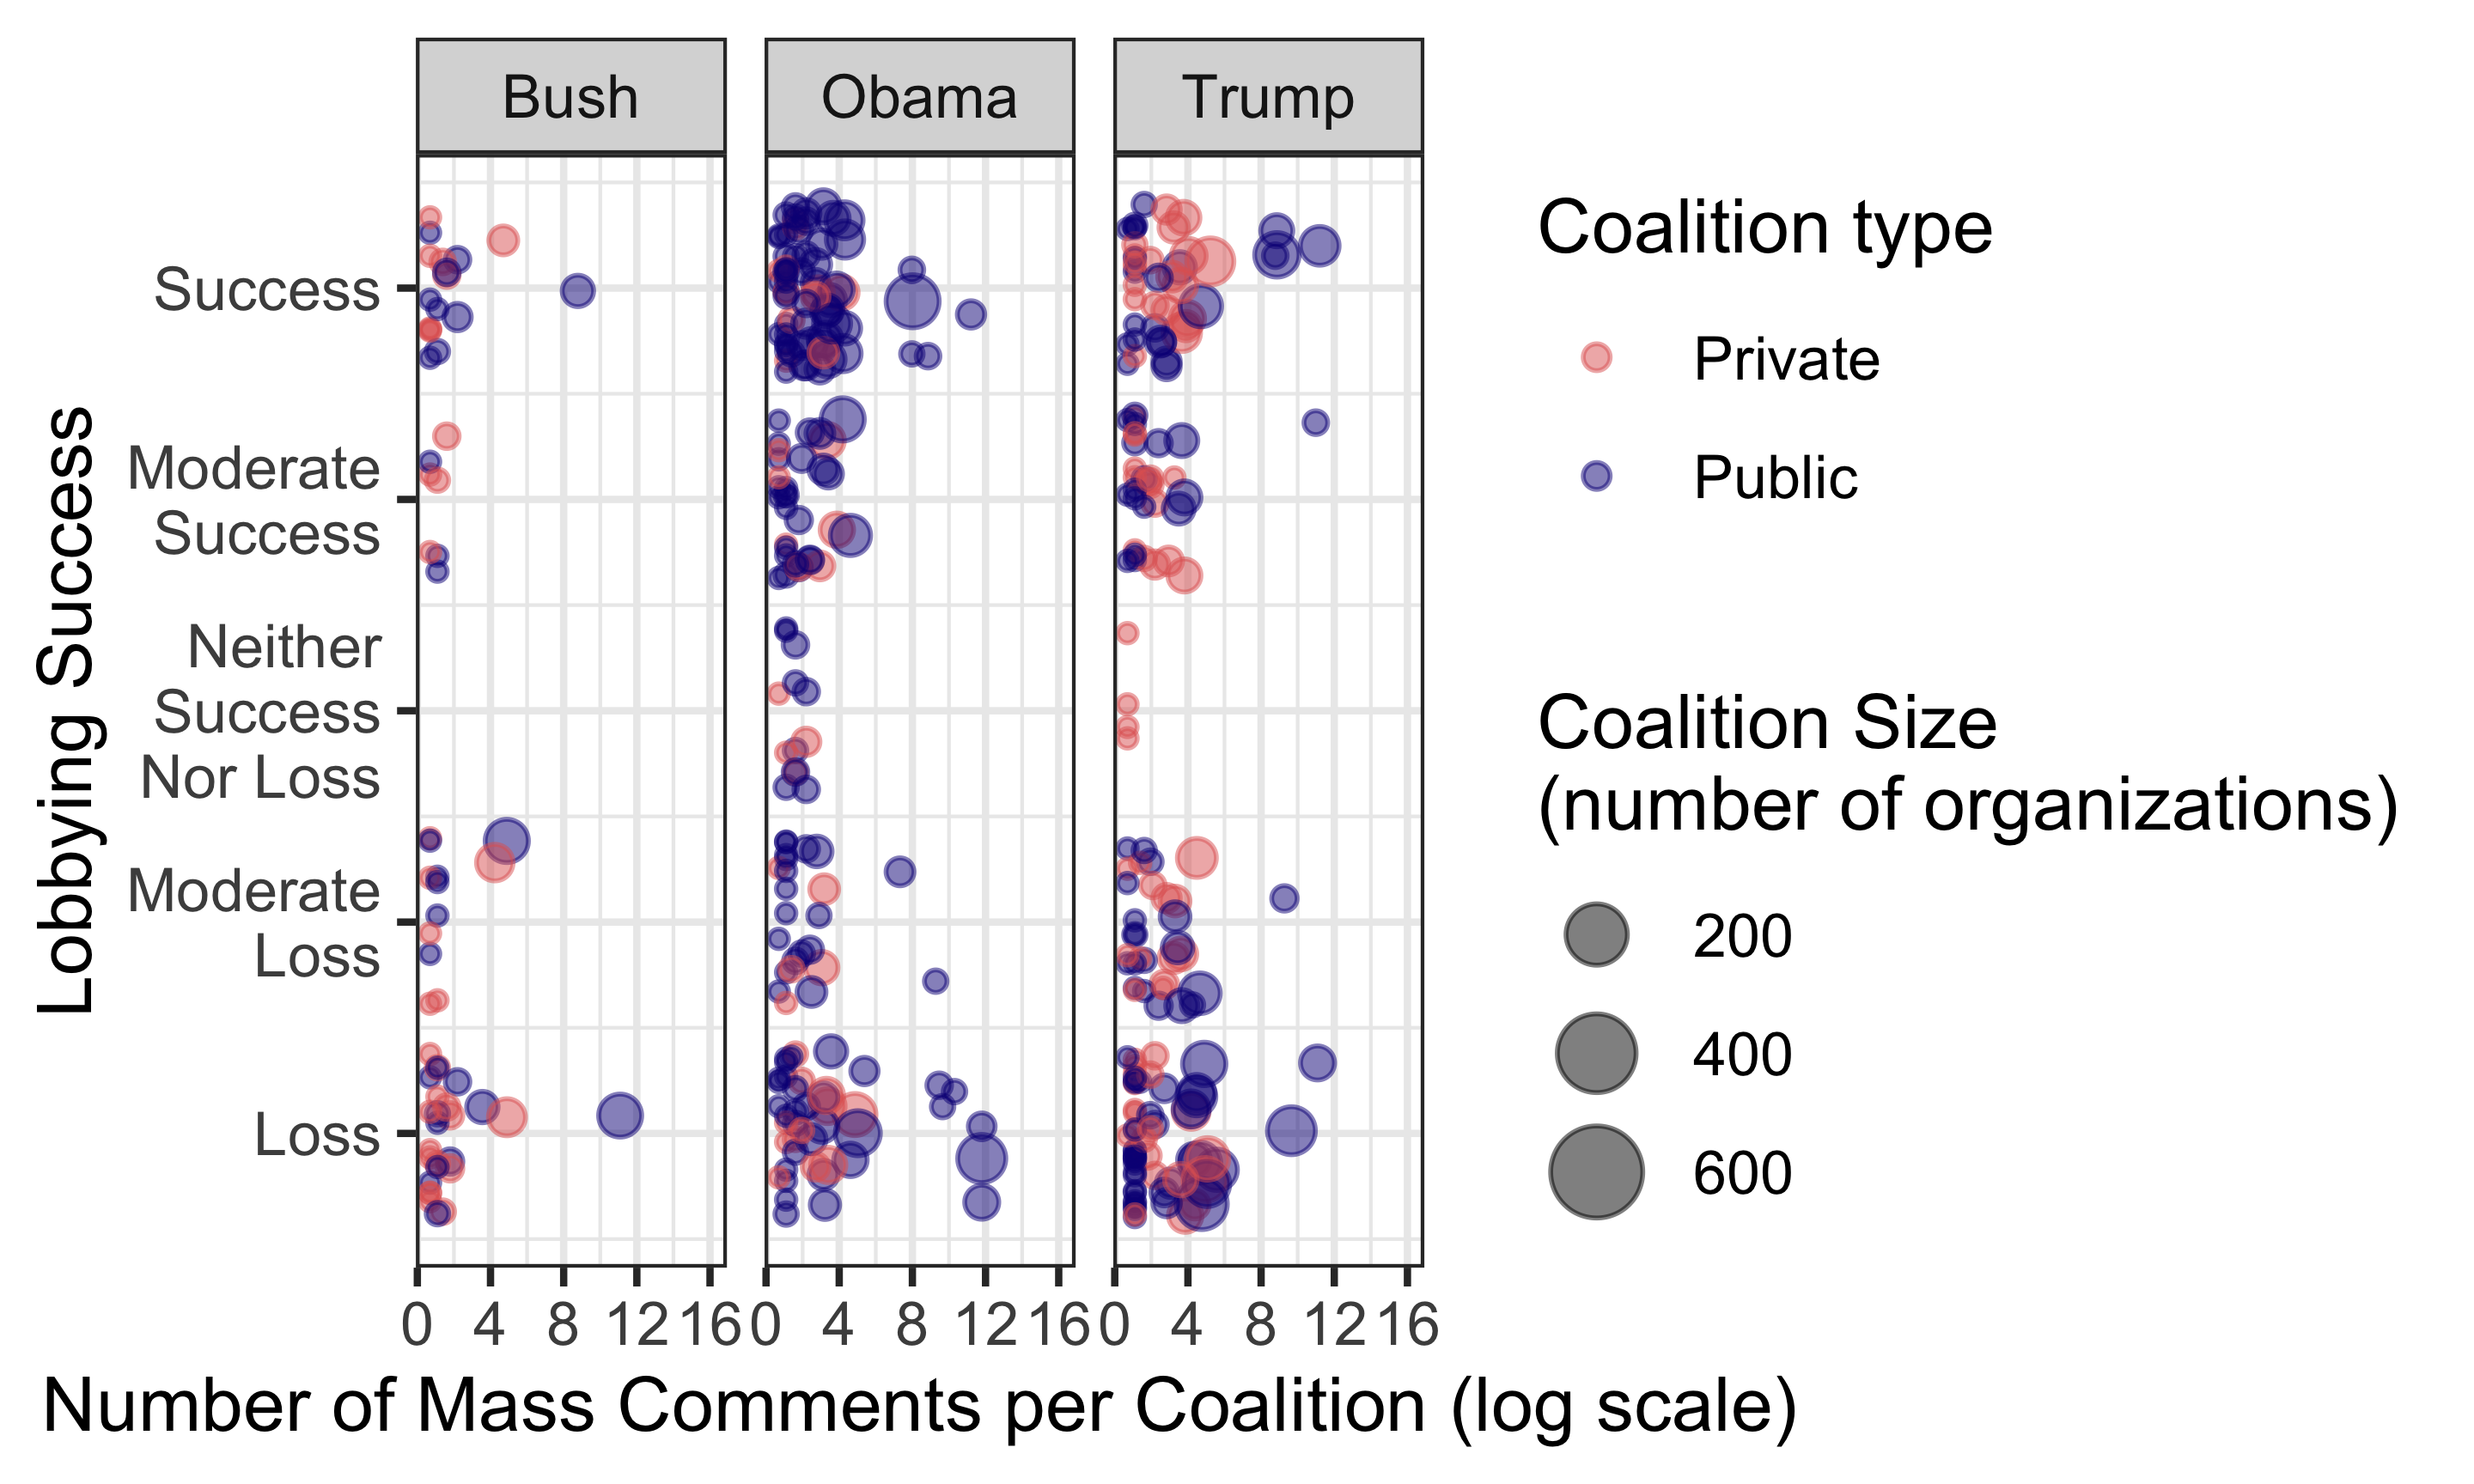 Bush
Obama
Trump
Lobbying Success
Success
Moderate
Success
Neither
Success
Nor Loss
Moderate
Loss
Loss
0 4 8 12 16
0 4 8 12 16
0 4 8 12 16
Number of Mass Comments per Coalition (log scale)
Coalition type
Private
Public
Coalition Size
(number of organizations)
200
400
600